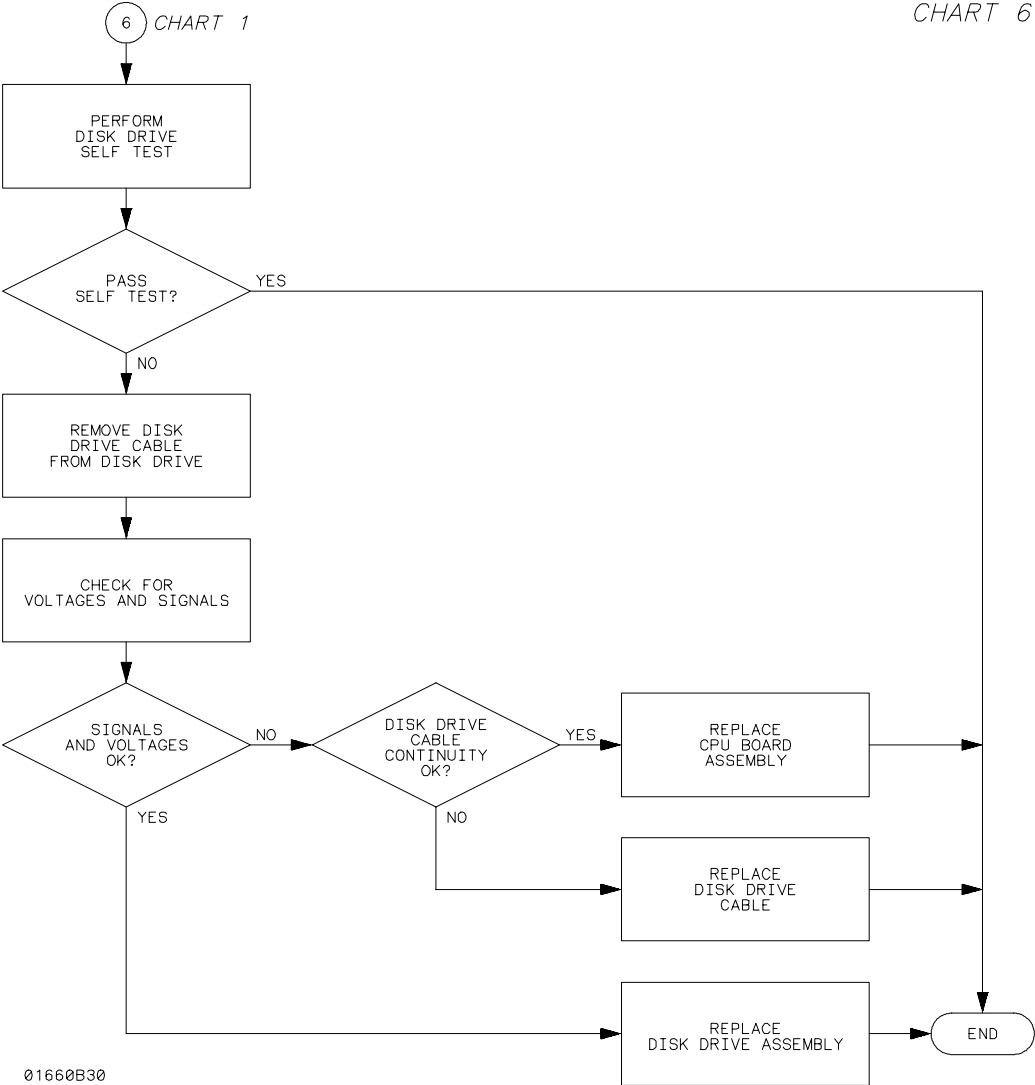 6 CHART 1
CHART 6
PERFORM
DISK DRIVE
SELF TEST
PASS
SELF TEST?
YES
NO
REMOVE DISK
DRIVE CABLE
FROM DISK DRIVE
CHECK FOR
VOLTAGES AND SIGNALS
SIGNALS
AND VOLTAGES
OK?
NO
YES
DISK DRIVE
CABLE
CONTINUITY
OK?
YES
NO
REPLACE
CPU BOARD
ASSEMBLY
REPLACE
DISK DRIVE
CABLE
REPLACE
DISK DRIVE ASSEMBLY
END
01660B30